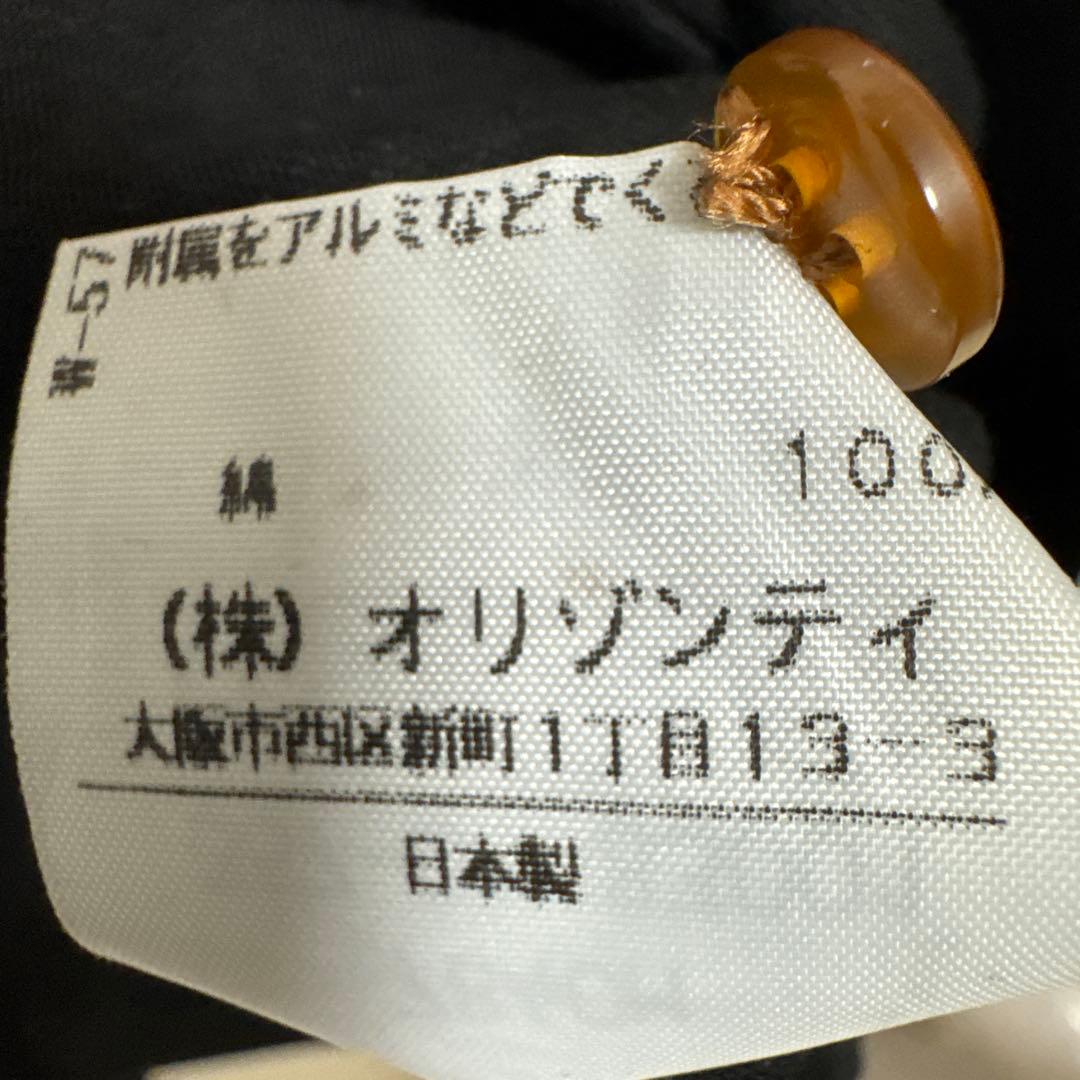 附属をアルミなどでく
-57
綿 100
(株) オリゾンティ
大阪市西区新町1丁目13-3
日本製